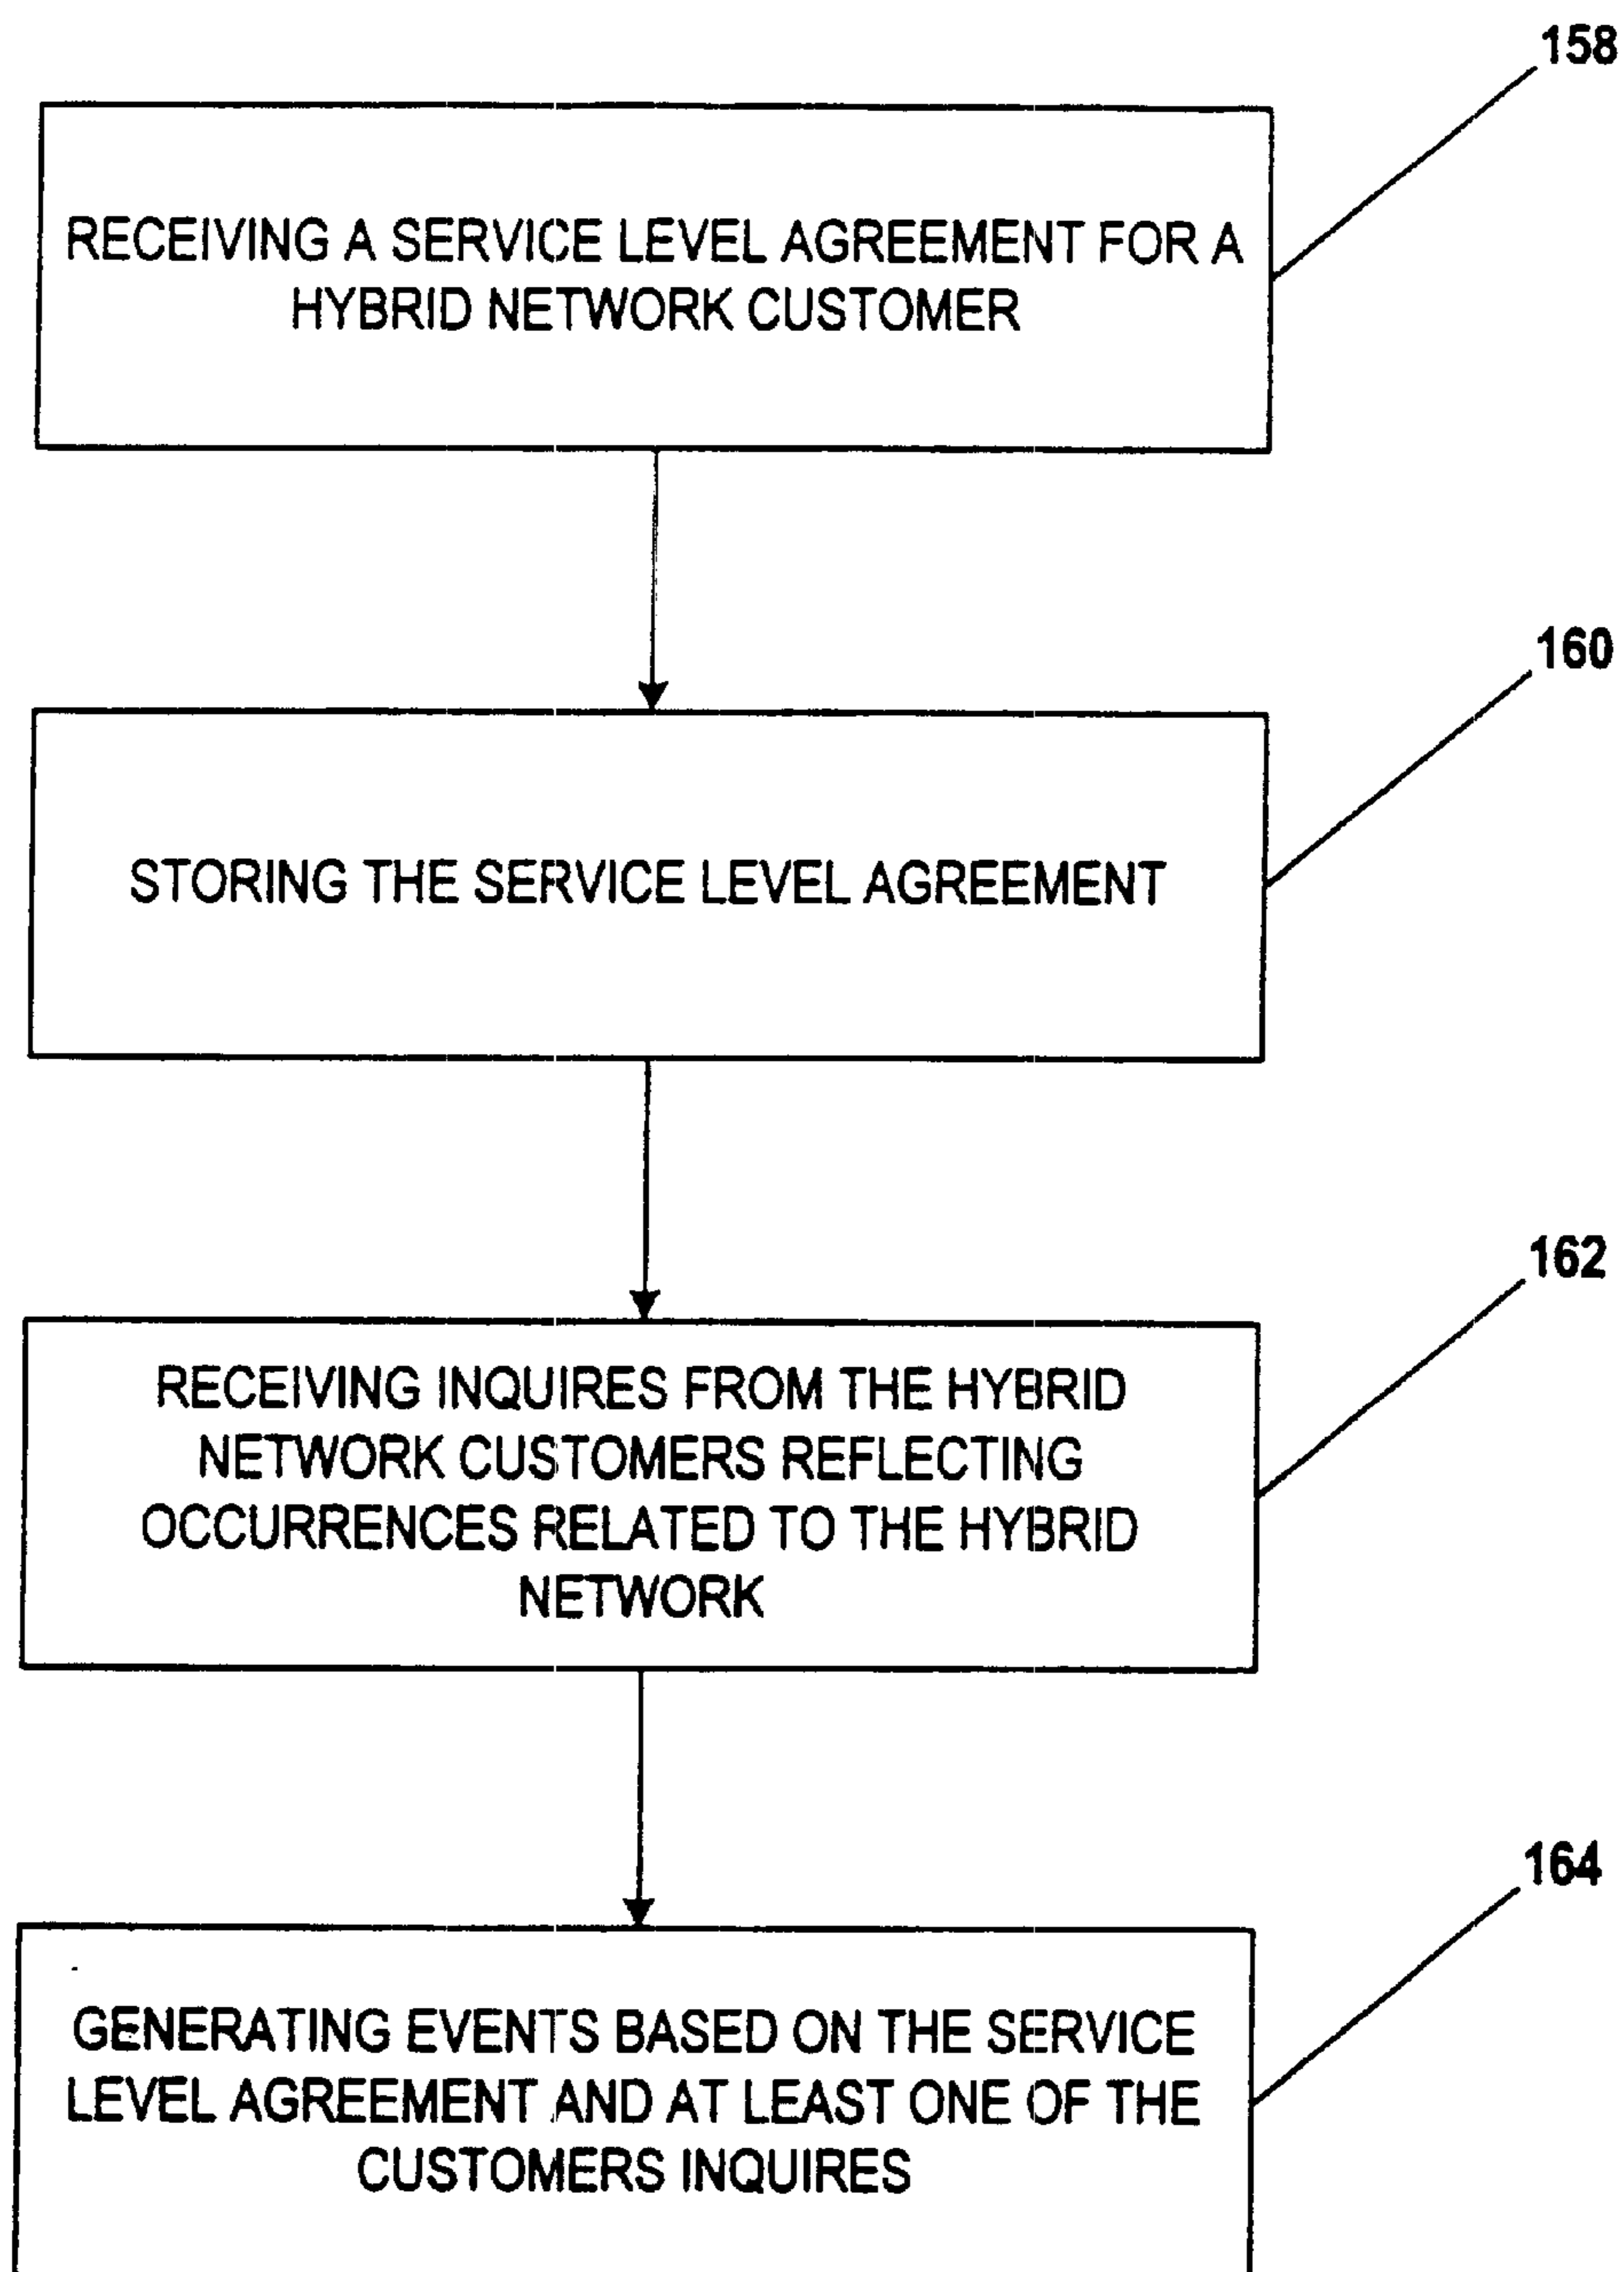 158
RECEIVING A SERVICE LEVEL AGREEMENT FOR A
HYBRID NETWORK CUSTOMER
160
STORING THE SERVICE LEVEL AGREEMENT
162
RECEIVING INQUIRES FROM THE HYBRID
NETWORK CUSTOMERS REFLECTING
OCCURRENCES RELATED TO THE HYBRID
NETWORK
164
GENERATING EVENTS BASED ON THE SERVICE
LEVEL AGREEMENT AND AT LEAST ONE OF THE
CUSTOMERS INQUIRES